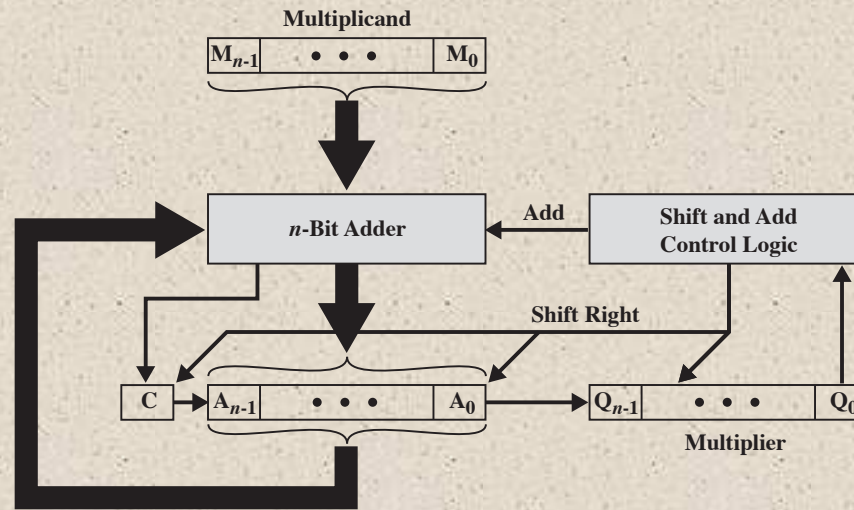 Multiplicand
Mn-1 • • • M0
n-Bit Adder
Add
Shift and Add
Control Logic
Shift Right
C
An-1 • • • A0
Qn-1 • • • Q0
Multiplier